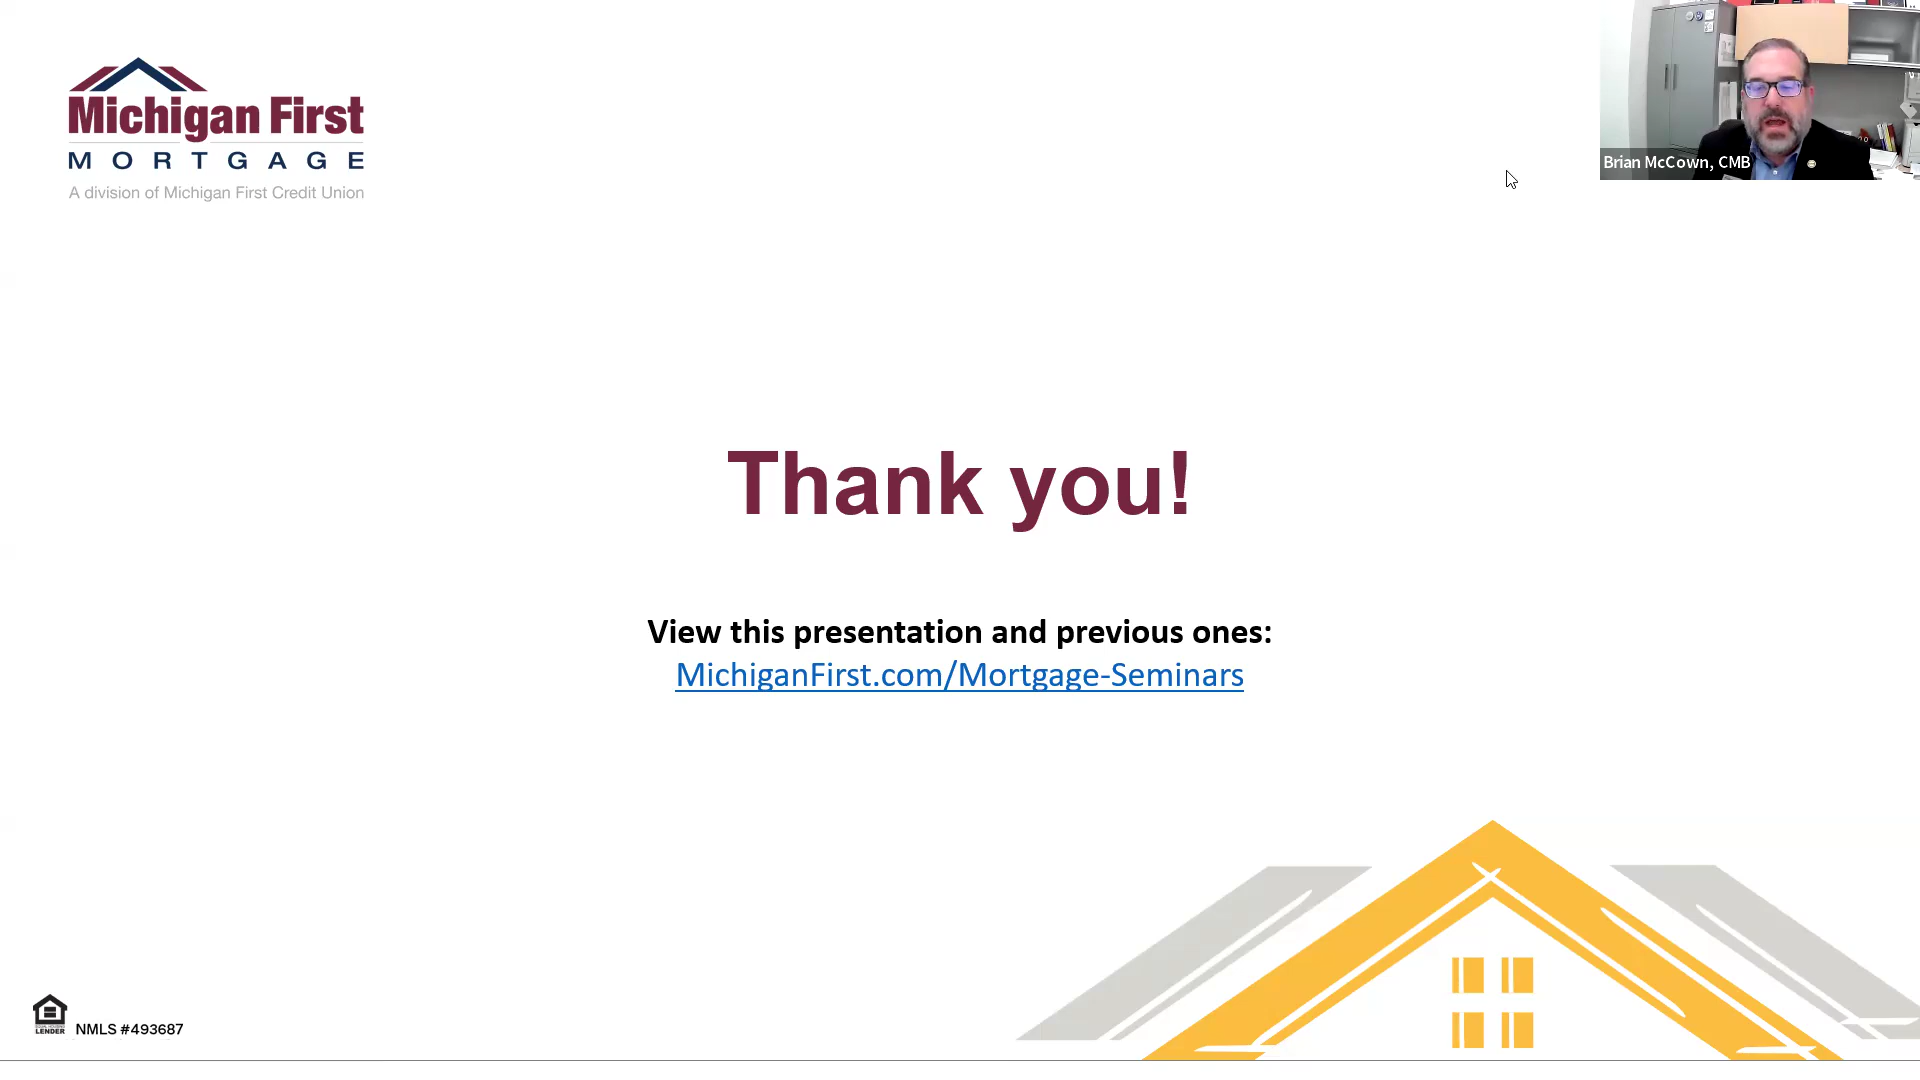 Michigan First
MORTGAGE
A division of Michigan First Credit Union
Brian McCown, CMB
Thank you!
View this presentation and previous ones:
MichiganFirst.com/Mortgage-Seminars
LENDER
NMLS #493687